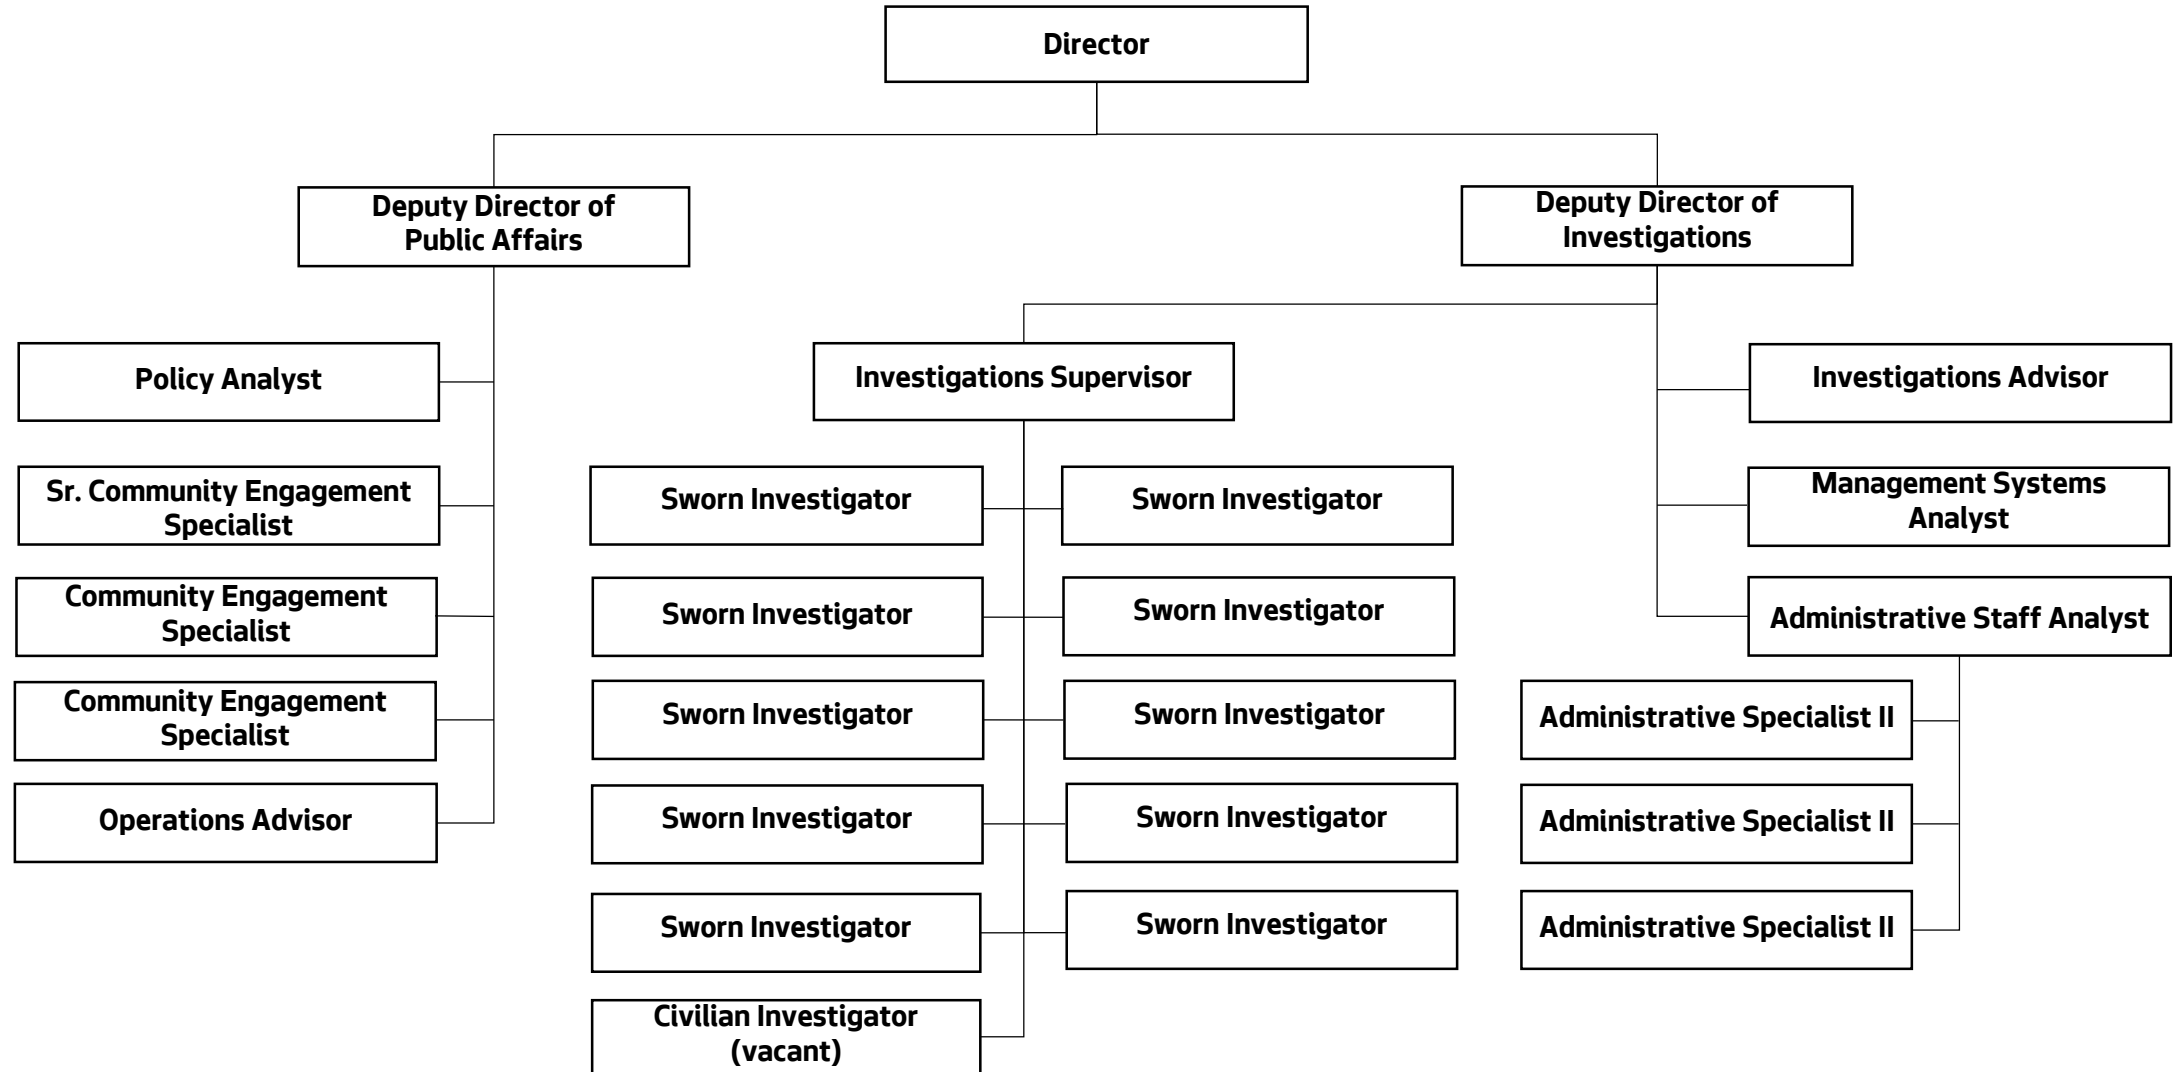 Director
Deputy Director of
Public Affairs
Deputy Director of
Investigations
Policy Analyst
Investigations Supervisor
Investigations Advisor
Sr. Community Engagement
Specialist
Sworn Investigator
Sworn Investigator
Management Systems
Analyst
Community Engagement
Specialist
Sworn Investigator
Sworn Investigator
Administrative Staff Analyst
Community Engagement
Specialist
Sworn Investigator
Sworn Investigator
Administrative Specialist II
Operations Advisor
Sworn Investigator
Sworn Investigator
Administrative Specialist II
Sworn Investigator
Sworn Investigator
Administrative Specialist II
Civilian Investigator
(vacant)